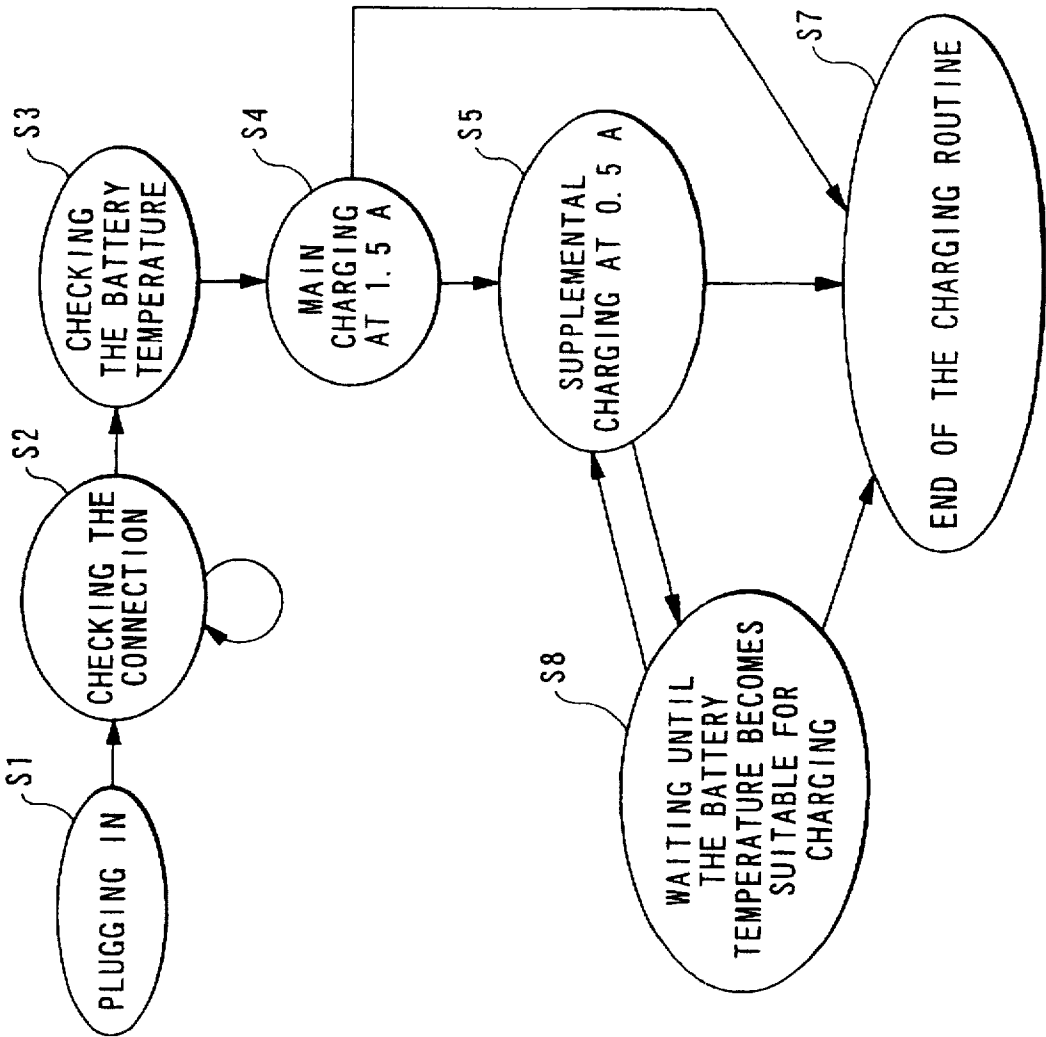 S1
PLUGGING IN
S2
CHECKING THE
CONNECTION
S3
CHECKING
THE BATTERY
TEMPERATURE
S4
MAIN
CHARGING
AT 1.5 A
S5
SUPPLEMENTAL
CHARGING AT 0.5 A
S8
WAITING UNTIL
THE BATTERY
TEMPERATURE BECOMES
SUITABLE FOR
CHARGING
S7
END OF THE CHARGING ROUTINE